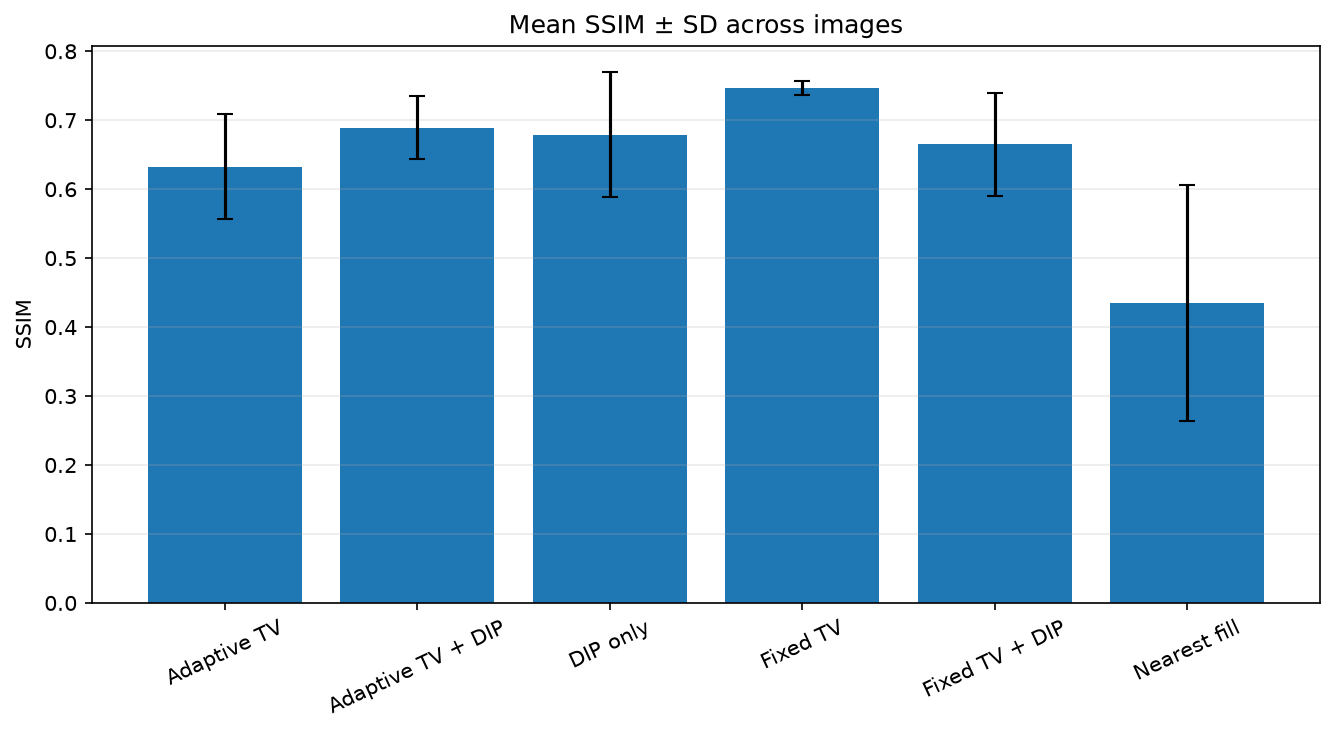 Mean SSIM ± SD across images
SSIM
0.8
0.7
0.6
0.5
0.4
0.3
0.2
0.1
0.0
Adaptive TV
Adaptive TV + DIP
DIP only
Fixed TV
Fixed TV + DIP
Nearest fill